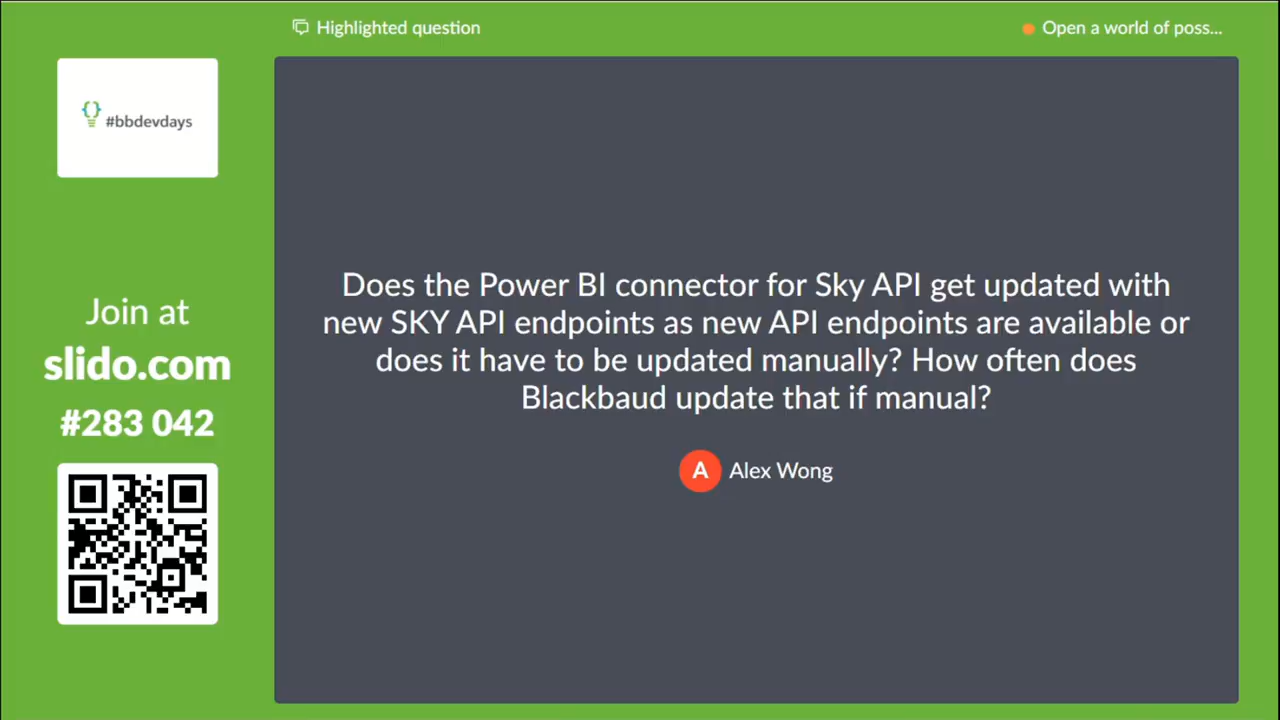 Highlighted question
Open a world of poss...
#bbdevdays
Join at
slido.com
#283 042
Does the Power BI connector for Sky API get updated with
new SKY API endpoints as new API endpoints are available or
does it have to be updated manually? How often does
Blackbaud update that if manual?
A Alex Wong